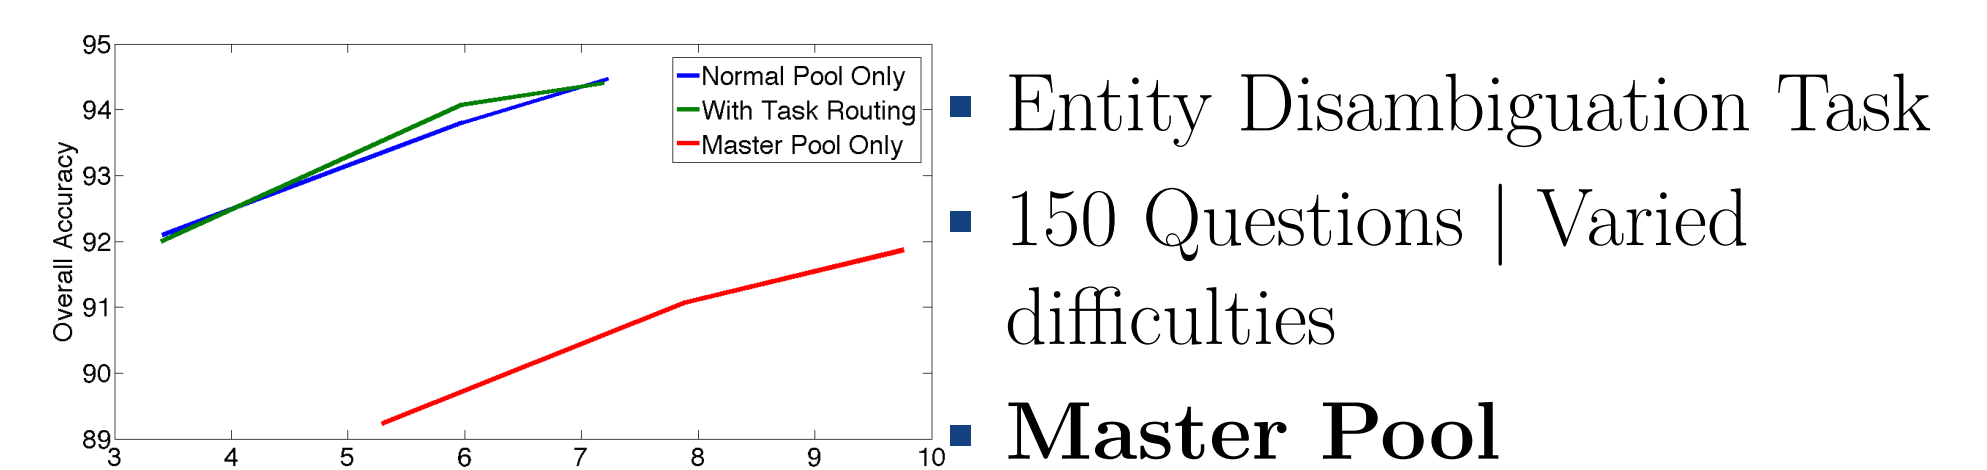 95
94
93
92
91
90
89
Overall Accuracy
3 4 5 6 7 8 9 10
Normal Pool Only
With Task Routing
Master Pool Only
Entity Disambiguation Task
150 Questions | Varied
difficulties
Master Pool